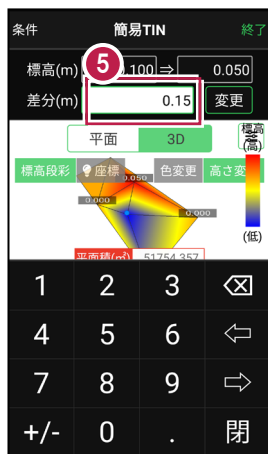 条件 簡易TIN 終了
5
標高(m) .100 ⇒ 0.050
差分(m) 0.15 変更
平面 3D
標高段彩 座標 色変更 高さ変
(高)
0.050
0.000 0.000
(低)
平面積(㎡) 51754.357
1 2 3
4 5 6
7 8 9
+/- 0 . 閉